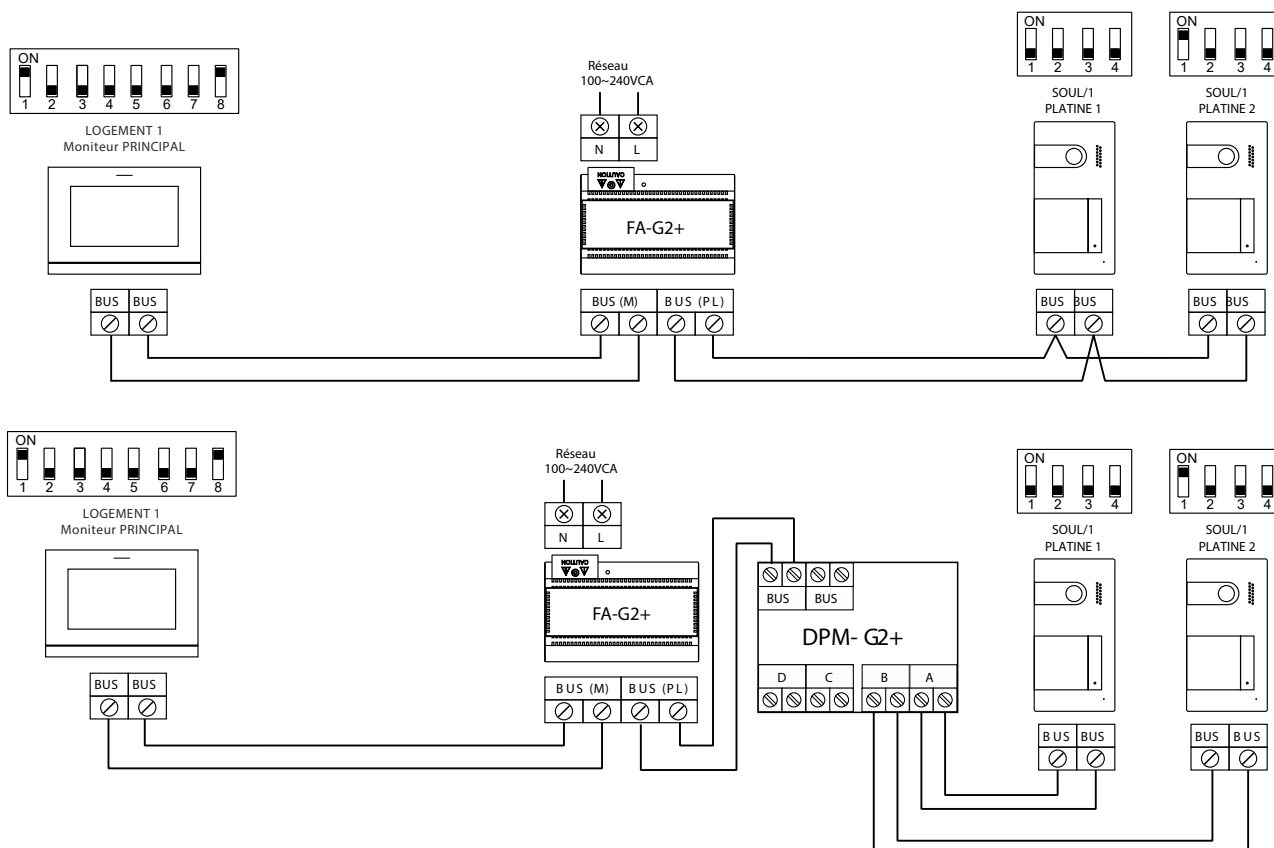 ON
1 2 3 4 5 6 7 8
LOGEMENT 1
Moniteur PRINCIPAL
BUS BUS
Réseau
100~240VCA
N L
CAUTION
FA-G2+
BUS (M) BUS (PL)
ON
1 2 3 4
SOUL/1
PLATINE 1
BUS BUS
ON
1 2 3 4
SOUL/1
PLATINE 2
BUS BUS
ON
1 2 3 4 5 6 7 8
LOGEMENT 1
Moniteur PRINCIPAL
BUS BUS
Réseau
100~240VCA
N L
CAUTION
FA-G2+
BUS (M) BUS (PL)
BUS BUS
DPM- G2+
D C B A
ON
1 2 3 4
SOUL/1
PLATINE 1
BUS BUS
ON
1 2 3 4
SOUL/1
PLATINE 2
BUS BUS